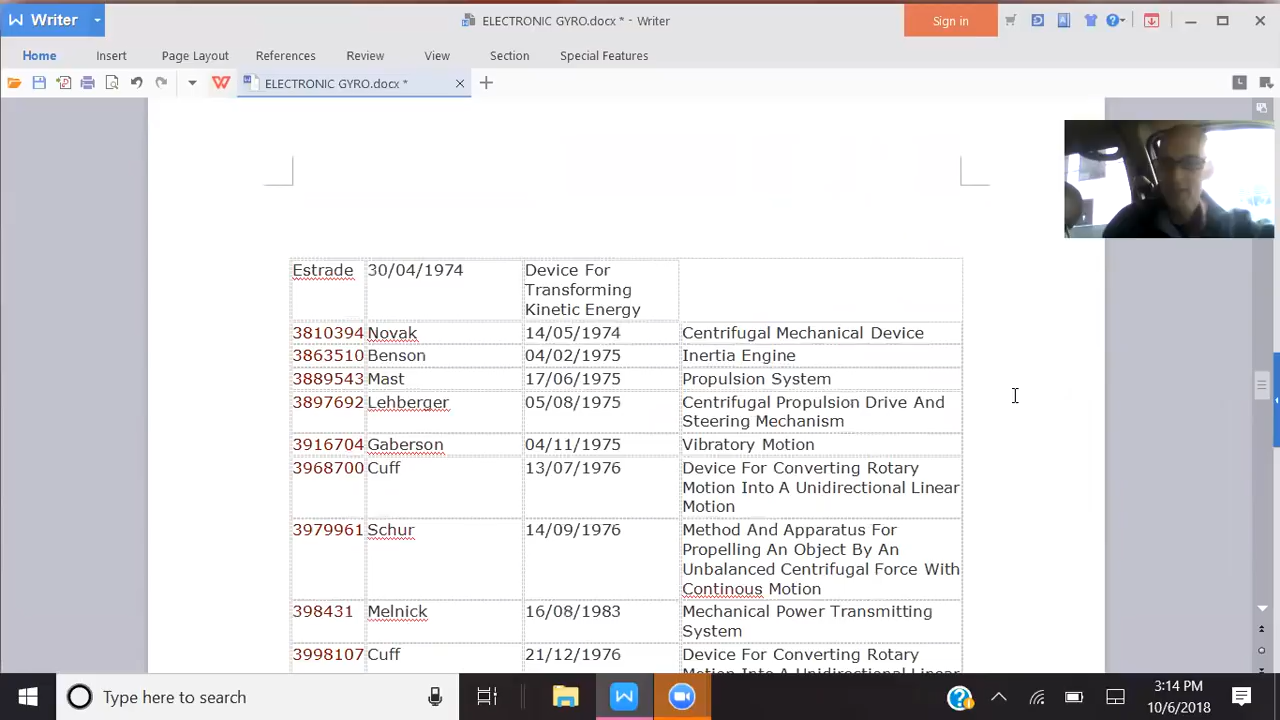 Writer
ELECTRONIC GYRO.docx * - Writer
Sign in
Home Insert Page Layout References Review View Section Special Features
ELECTRONIC GYRO.docx *
Estrade 30/04/1974 Device For
Transforming
Kinetic Energy
3810394 Novak 14/05/1974 Centrifugal Mechanical Device
3863510 Benson 04/02/1975 Inertia Engine
3889543 Mast 17/06/1975 Propulsion System
3897692 Lehberger 05/08/1975 Centrifugal Propulsion Drive And
Steering Mechanism
3916704 Gaberson 04/11/1975 Vibratory Motion
3968700 Cuff 13/07/1976 Device For Converting Rotary
Motion Into A Unidirectional Linear
Motion
3979961 Schur 14/09/1976 Method And Apparatus For
Propelling An Object By An
Unbalanced Centrifugal Force With
Continous Motion
398431 Melnick 16/08/1983 Mechanical Power Transmitting
System
3998107 Cuff 21/12/1976 Device For Converting Rotary
Motion Into A Unidirectional Linear
Type here to search
3:14 PM
10/6/2018